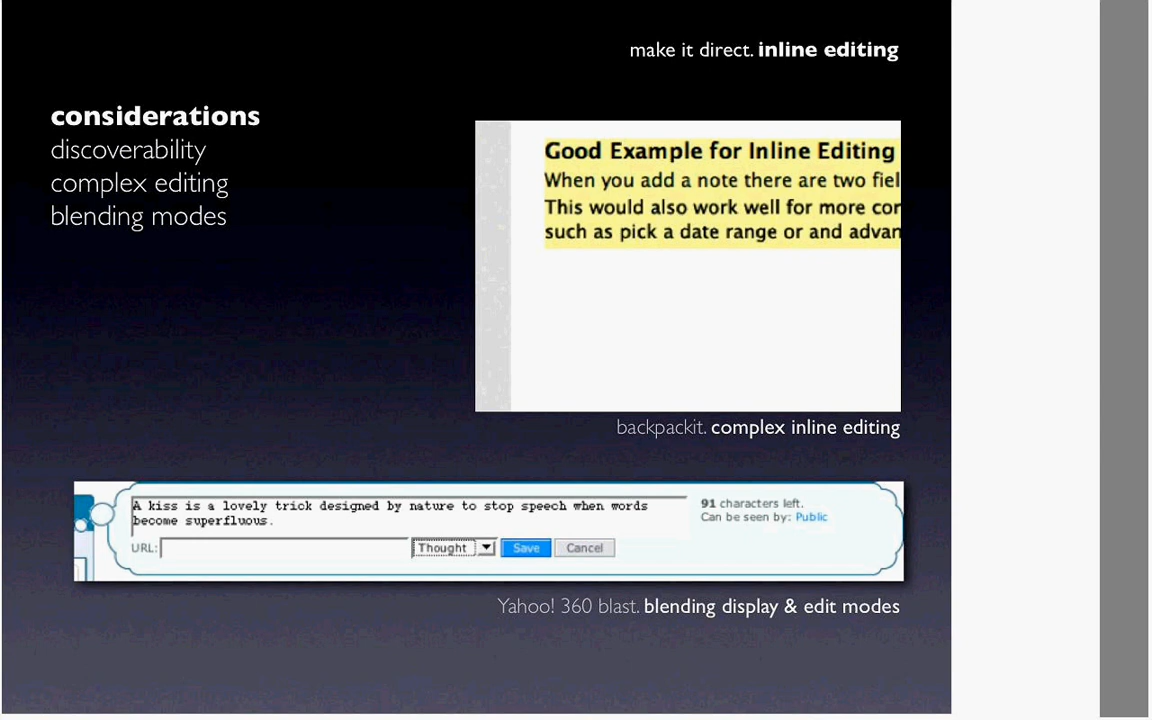 make it direct. inline editing
considerations
discoverability
complex editing
blending modes
Good Example for Inline Editing
When you add a note there are two
This would also work well for more
such as pick a date range or and
backpackit. complex inline editing
A kiss is a lovely trick designed by nature to stop speech when words
become superfluous.
91 characters left.
Can be seen by: Public
URL:
Thought
Save
Cancel
Yahoo! 360 blast. blending display & edit modes